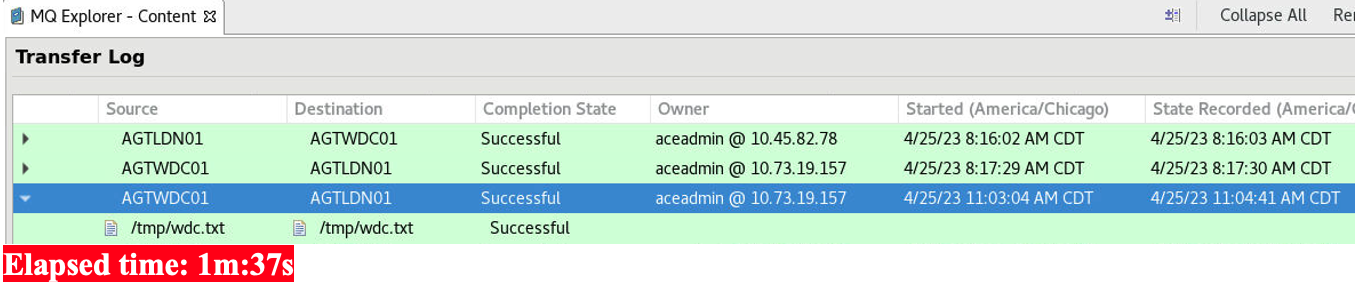 MQ Explorer - Content Collapse All
Transfer Log
Source Destination Completion State Owner Started (America/Chicago) State Recorded (America/
AGTLDN01 AGTWDC01 Successful aceadmin @ 10.45.82.78 4/25/23 8:16:02 AM CDT 4/25/23 8:16:03 AM CDT
AGTWDC01 AGTLDN01 Successful aceadmin @ 10.73.19.157 4/25/23 8:17:29 AM CDT 4/25/23 8:17:30 AM CDT
AGTWDC01 AGTLDN01 Successful aceadmin @ 10.73.19.157 4/25/23 11:03:04 AM CDT 4/25/23 11:04:41 AM CDT
/tmp/wdc.txt /tmp/wdc.txt Successful
Elapsed time: 1m:37s